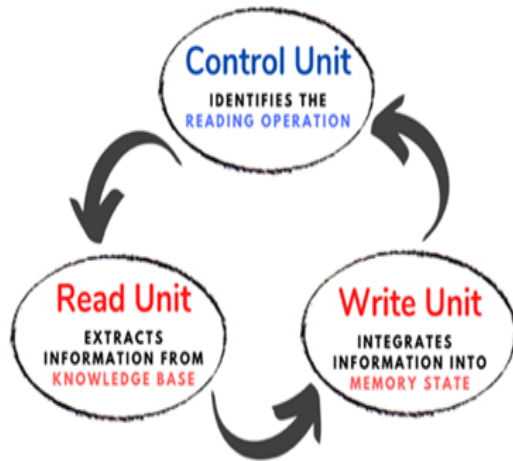 Control Unit
IDENTIFIES THE
READING OPERATION
Read Unit
EXTRACTS
INFORMATION FROM
KNOWLEDGE BASE
Write Unit
INTEGRATES
INFORMATION INTO
MEMORY STATE